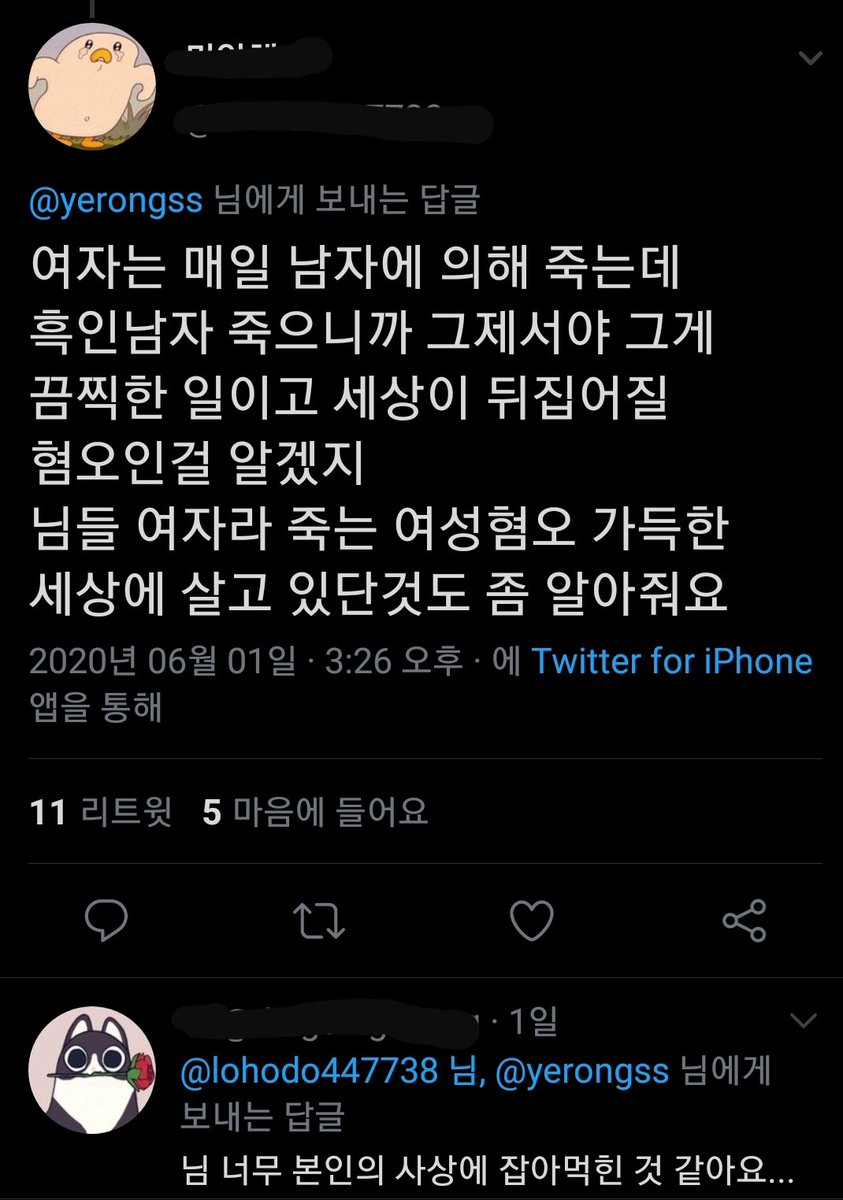 @yerongss 님에게 보내는 답글
여자는 매일 남자에 의해 죽는데
흑인남자 죽으니까 그제서야 그게
끔찍한 일이고 세상이 뒤집어질
혐오인걸 알겠지
님들 여자라 죽는 여성혐오 가득한
세상에 살고 있단것도 좀 알아줘요
2020년 06월 01일 · 3:26 오후 · 에 Twitter for iPhone
앱을 통해
11 리트윗 5 마음에 들어요
· 1일
@lohodo447738 님, @yerongss 님에게
보내는 답글
님 너무 본인의 사상에 잡아먹힌 것 같아요...